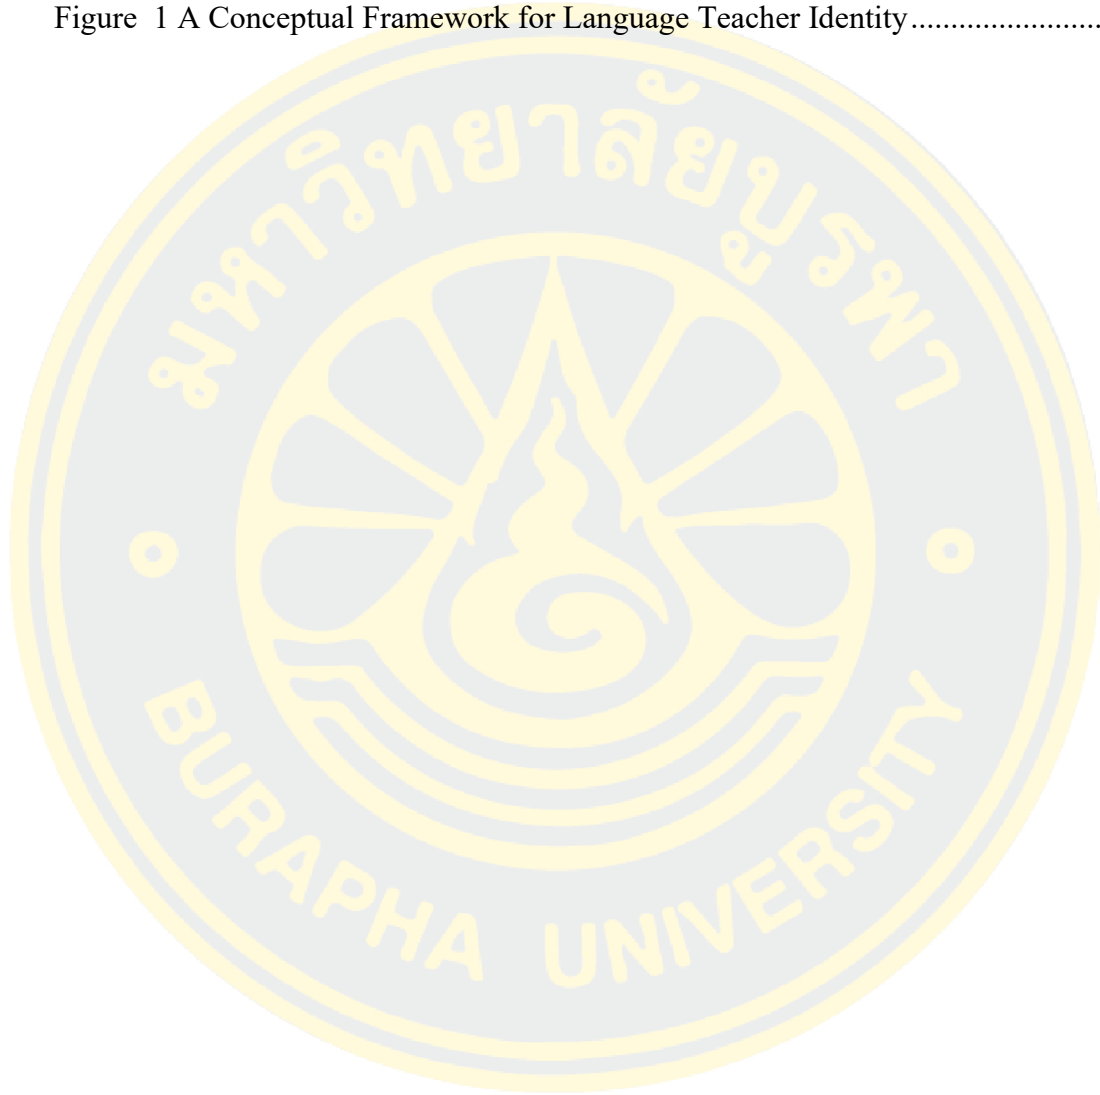 Figure  1 A Conceptual Framework for Language Teacher Identity........................
มหาวิทยาลัยบูรพา
BURAPHA UNIVERSITY